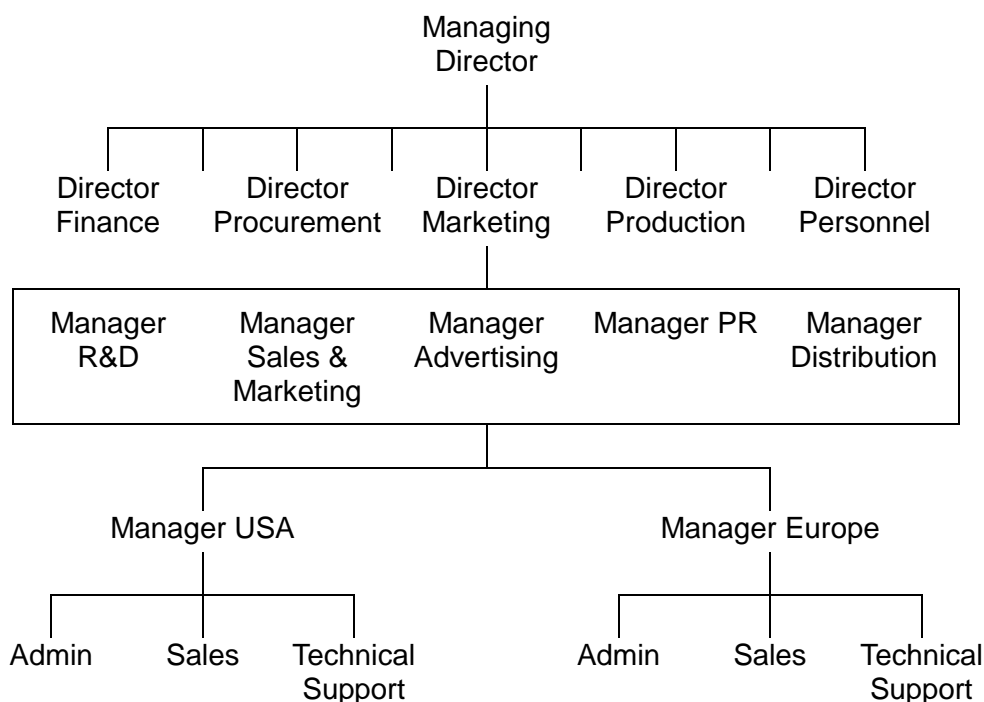 Managing
Director
Director
Finance
Director
Procurement
Director
Marketing
Director
Production
Director
Personnel
Manager
R&D
Manager
Sales &
Marketing
Manager
Advertising
Manager PR
Manager
Distribution
Manager USA
Manager Europe
Admin
Sales
Technical
Support
Admin
Sales
Technical
Support